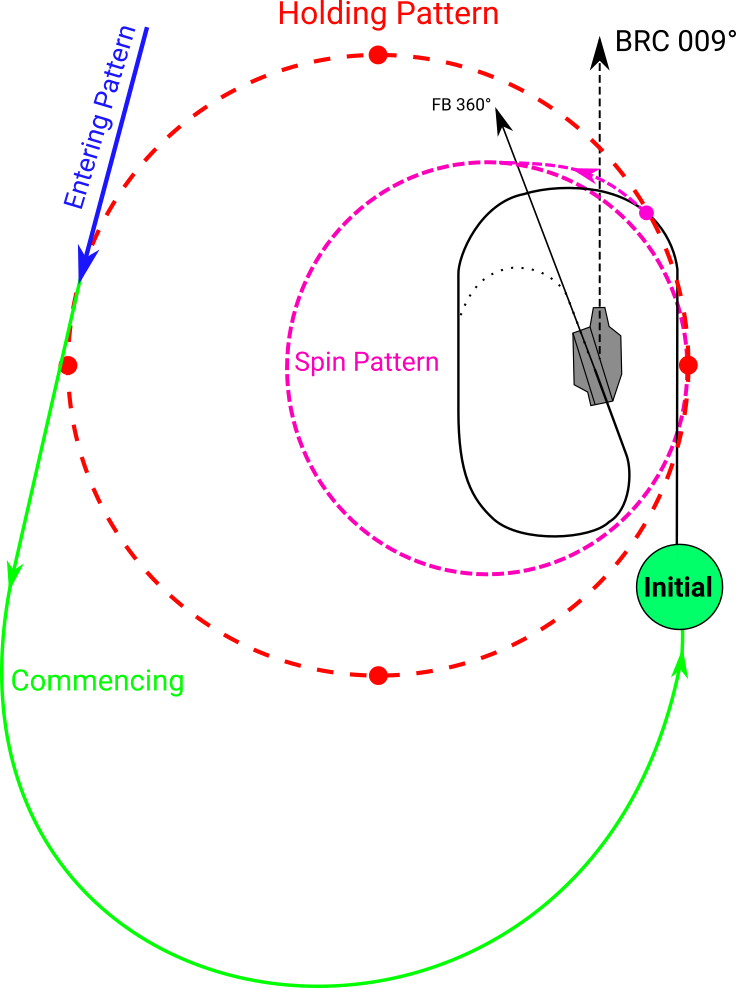 Holding Pattern
BRC 009°
Entering Pattern
FB 360°
Spin Pattern
Initial
Commencing